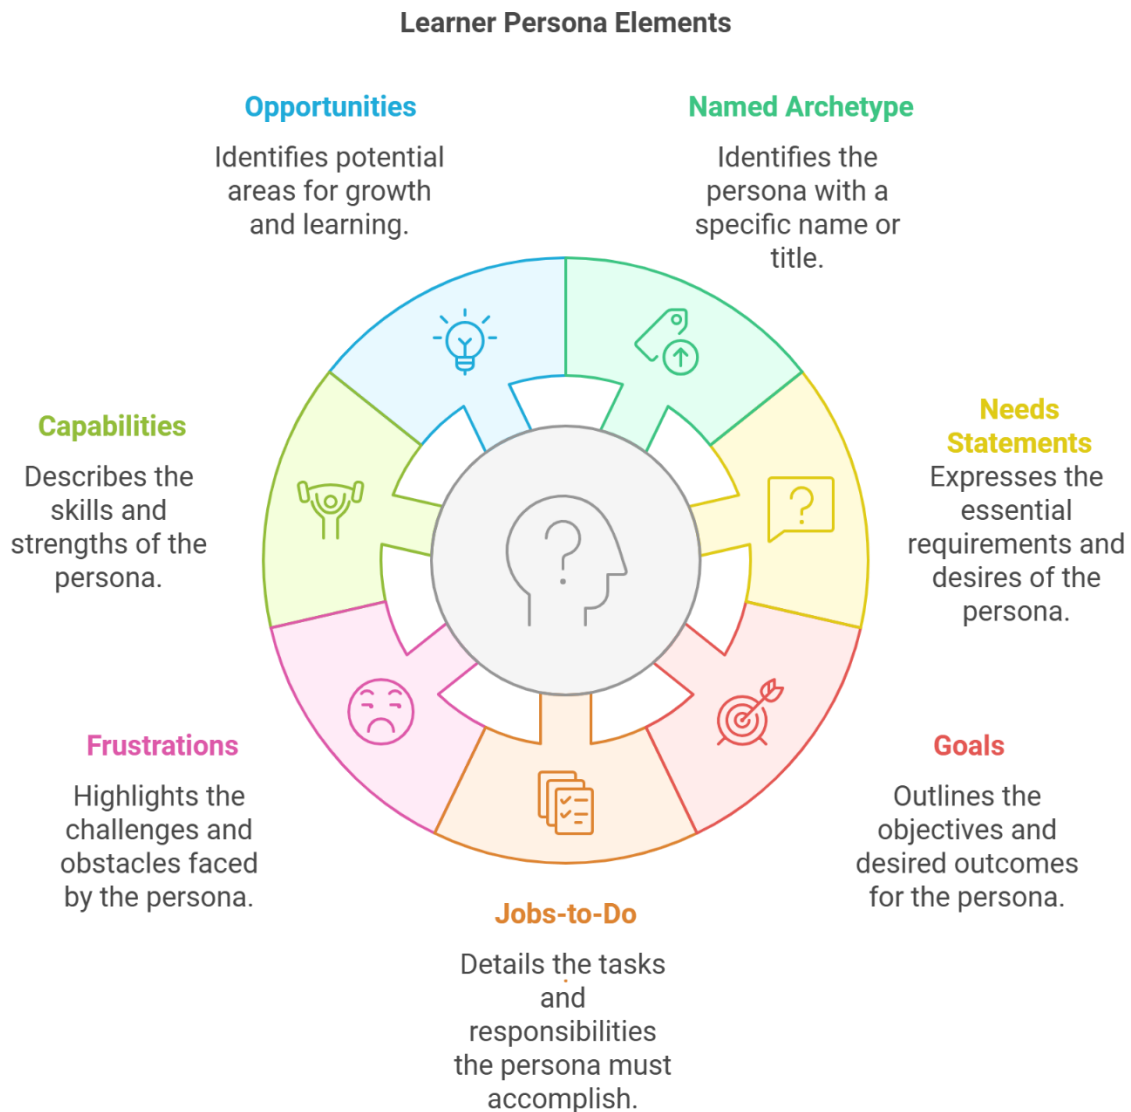 Learner Persona Elements
Opportunities
Identifies potential
areas for growth
and learning.
Named Archetype
Identifies the
persona with a
specific name or
title.
Needs
Statements
Expresses the
essential
requirements and
desires of the
persona.
Goals
Outlines the
objectives and
desired outcomes
for the persona.
Jobs-to-Do
Details the tasks
and
responsibilities
the persona must
accomplish.
Frustrations
Highlights the
challenges and
obstacles faced
by the persona.
Capabilities
Describes the
skills and
strengths of the
persona.
?
?